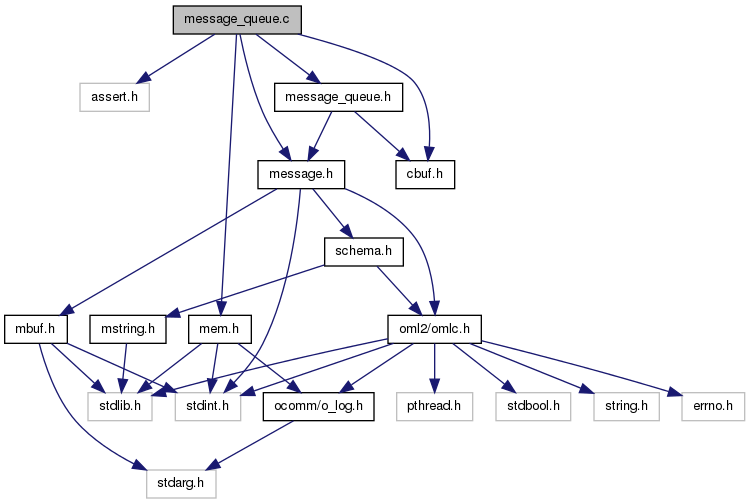 message_queue.c
assert.h
message_queue.h
message.h
cbuf.h
schema.h
mbuf.h
mstring.h
mem.h
oml2/omlc.h
stdlib.h
stdint.h
ocomm/o_log.h
pthread.h
stdbool.h
string.h
errno.h
stdarg.h